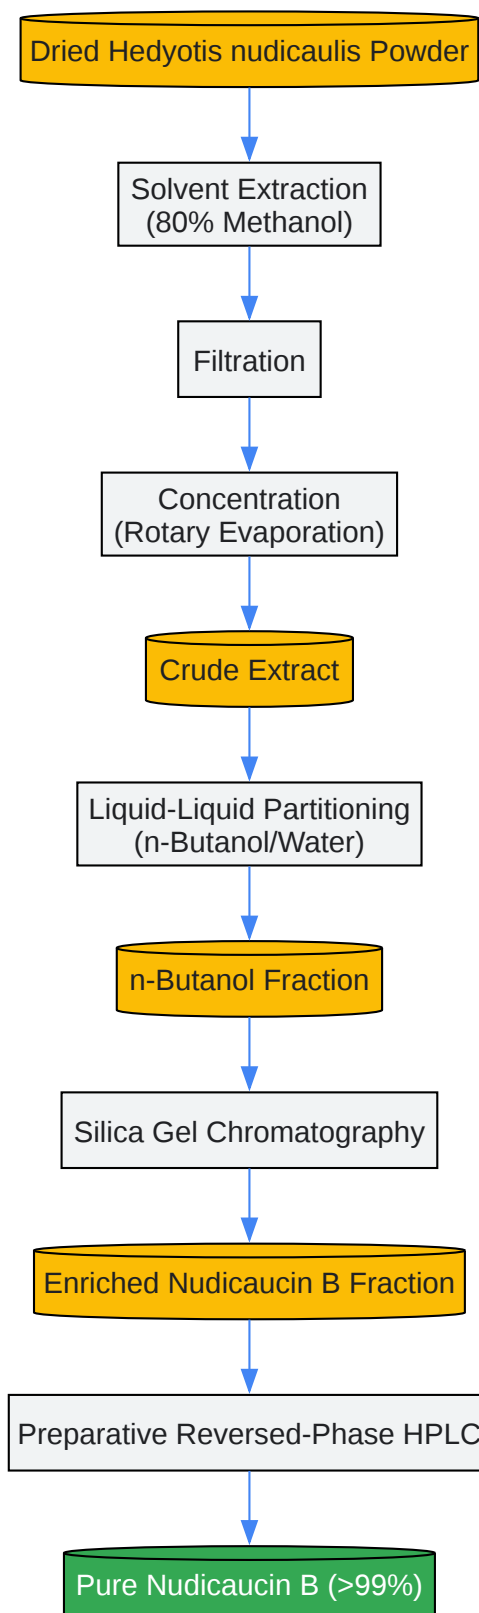 Dried Hedyotis nudicaulis Powder
Solvent Extraction
(80% Methanol)
Filtration
Concentration
(Rotary Evaporation)
Crude Extract
Liquid-Liquid Partitioning
(n-Butanol/Water)
n-Butanol Fraction
Silica Gel Chromatography
Enriched Nudicaucin B Fraction
Preparative Reversed-Phase HPLC
Pure Nudicaucin B (>99%)